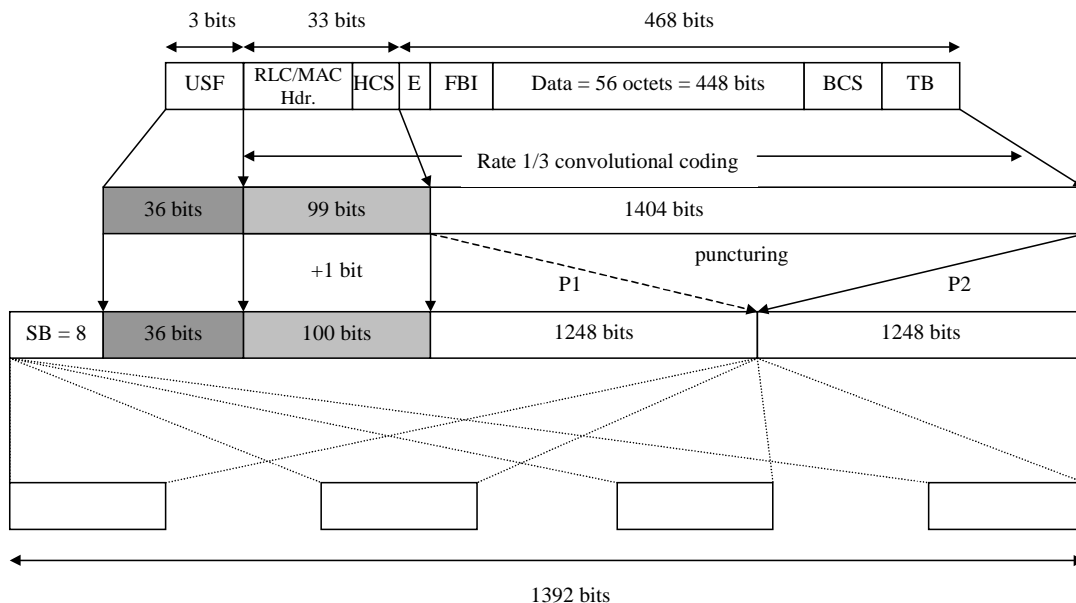 3 bits 33 bits 468 bits
USF RLC/MAC Hdr. HCS E FBI Data = 56 octets = 448 bits BCS TB
Rate 1/3 convolutional coding
36 bits 99 bits 1404 bits
+1 bit puncturing
P1 P2
SB = 8 36 bits 100 bits 1248 bits 1248 bits
1392 bits